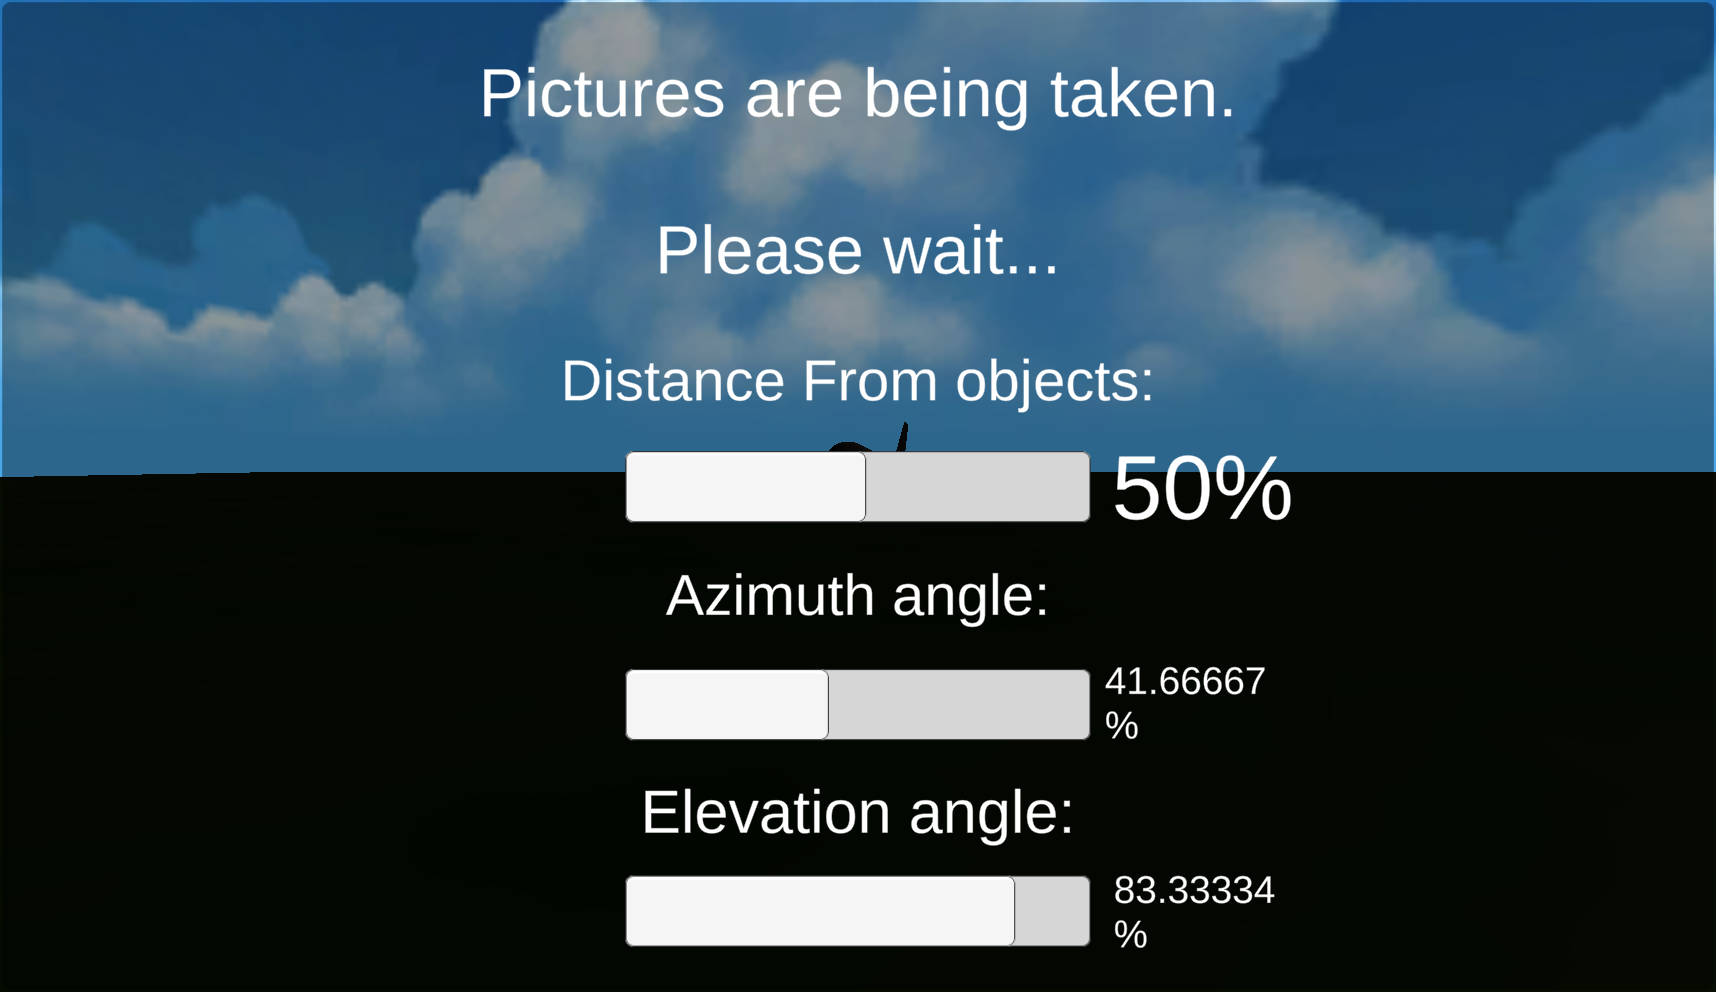 Pictures are being taken.
Please wait...
Distance From objects:
50%
Azimuth angle:
41.66667
%
Elevation angle:
83.33334
%